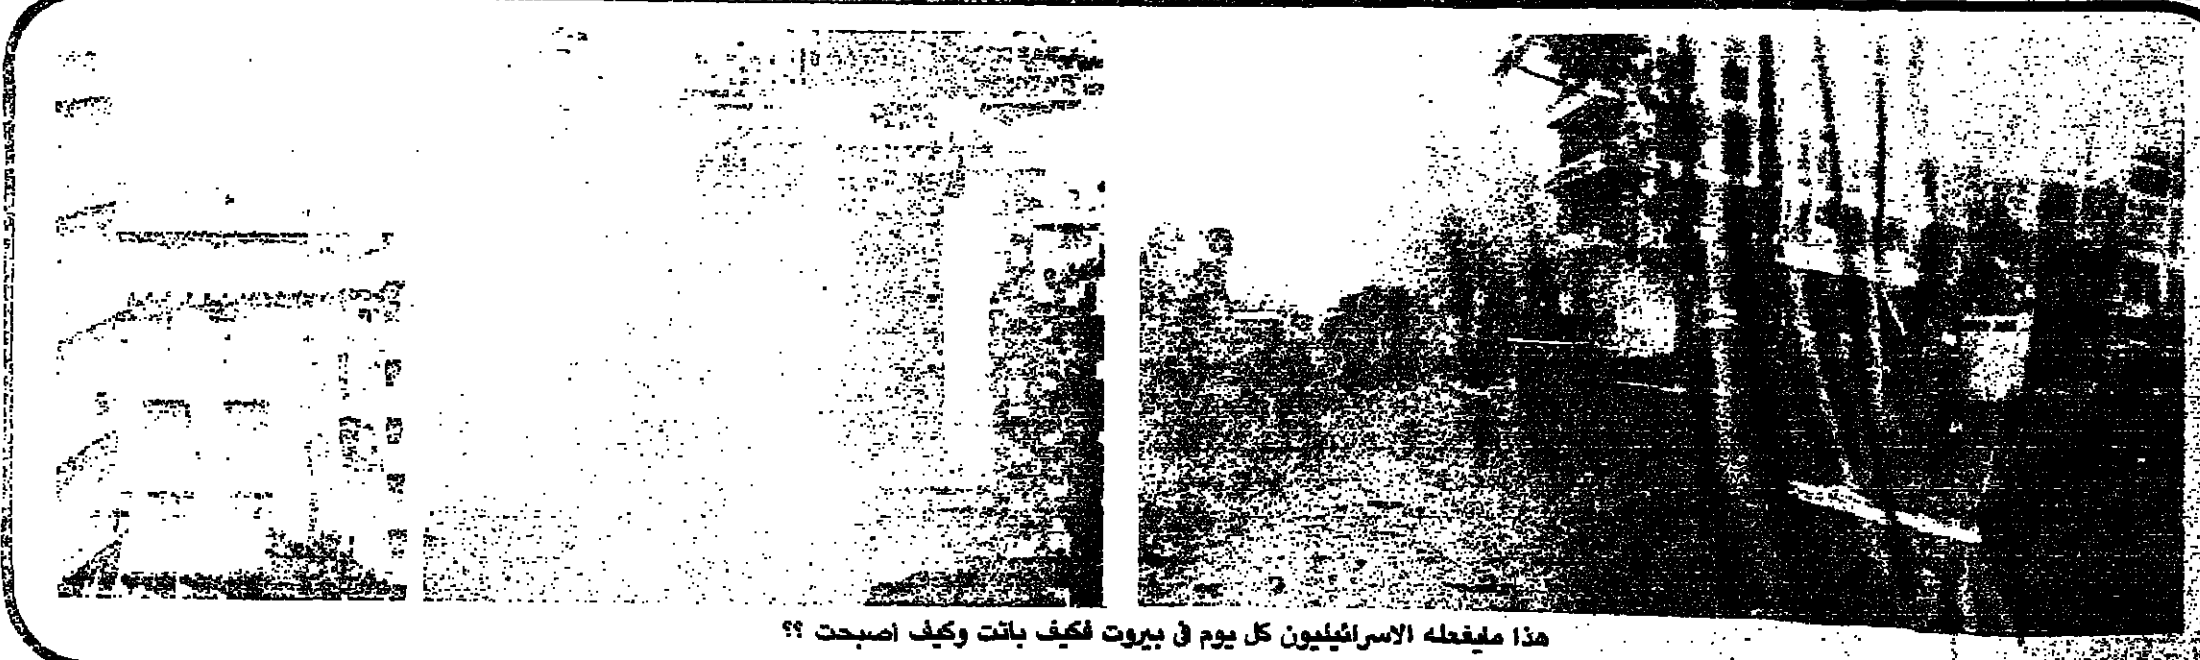 هذا مايفعله الاسرائيليون كل يوم في بيروت فكيف باتت وكيف اصبحت ؟؟